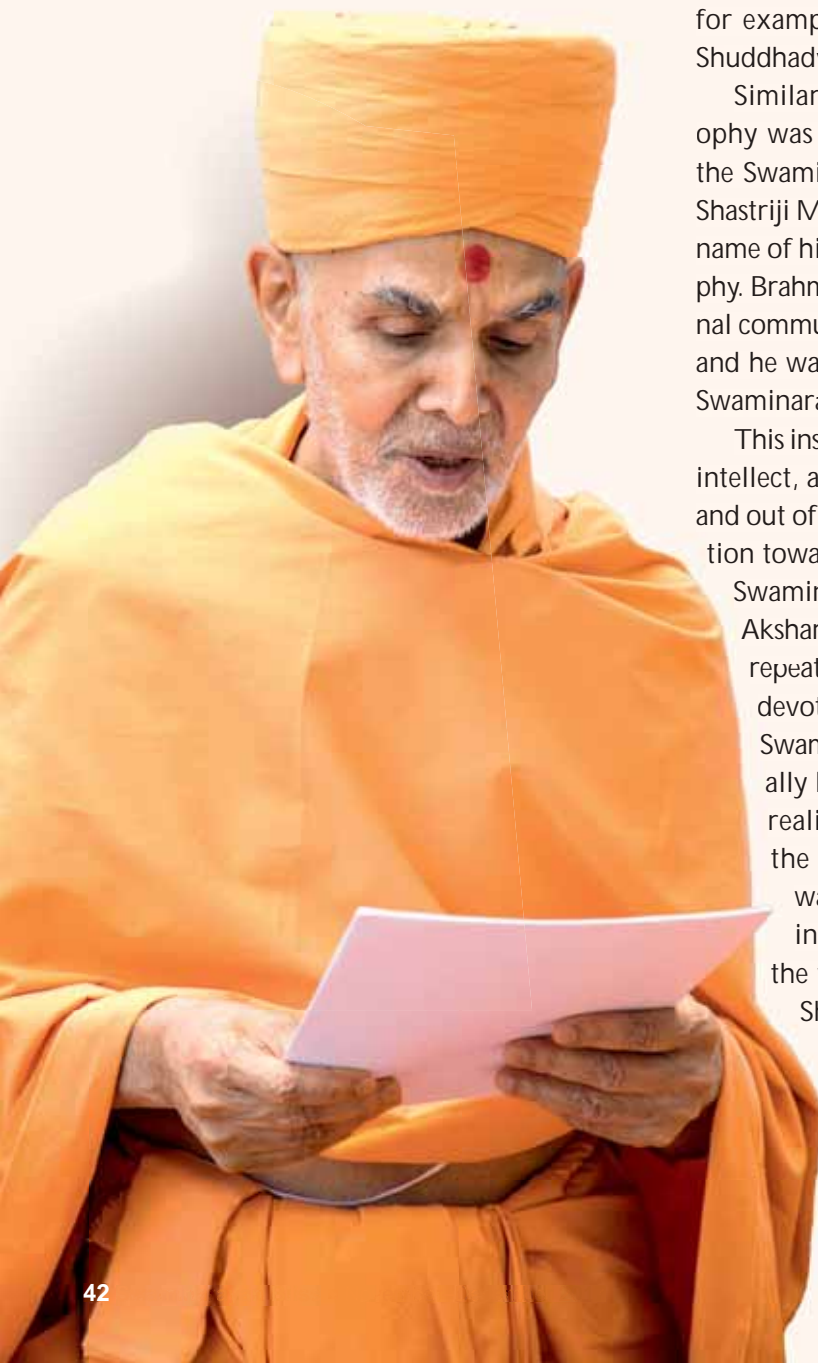 for examp
Shuddhadv
Similar
ophy was
the Swami
Shastriji M
name of hi
phy. Brahm
nal commu
and he wa
Swaminara
This ins
intellect, a
and out of
tion towa
Swamin
Akshar
repeat
devot
Swam
ally l
reali
the
wa
in
the
Sh
42